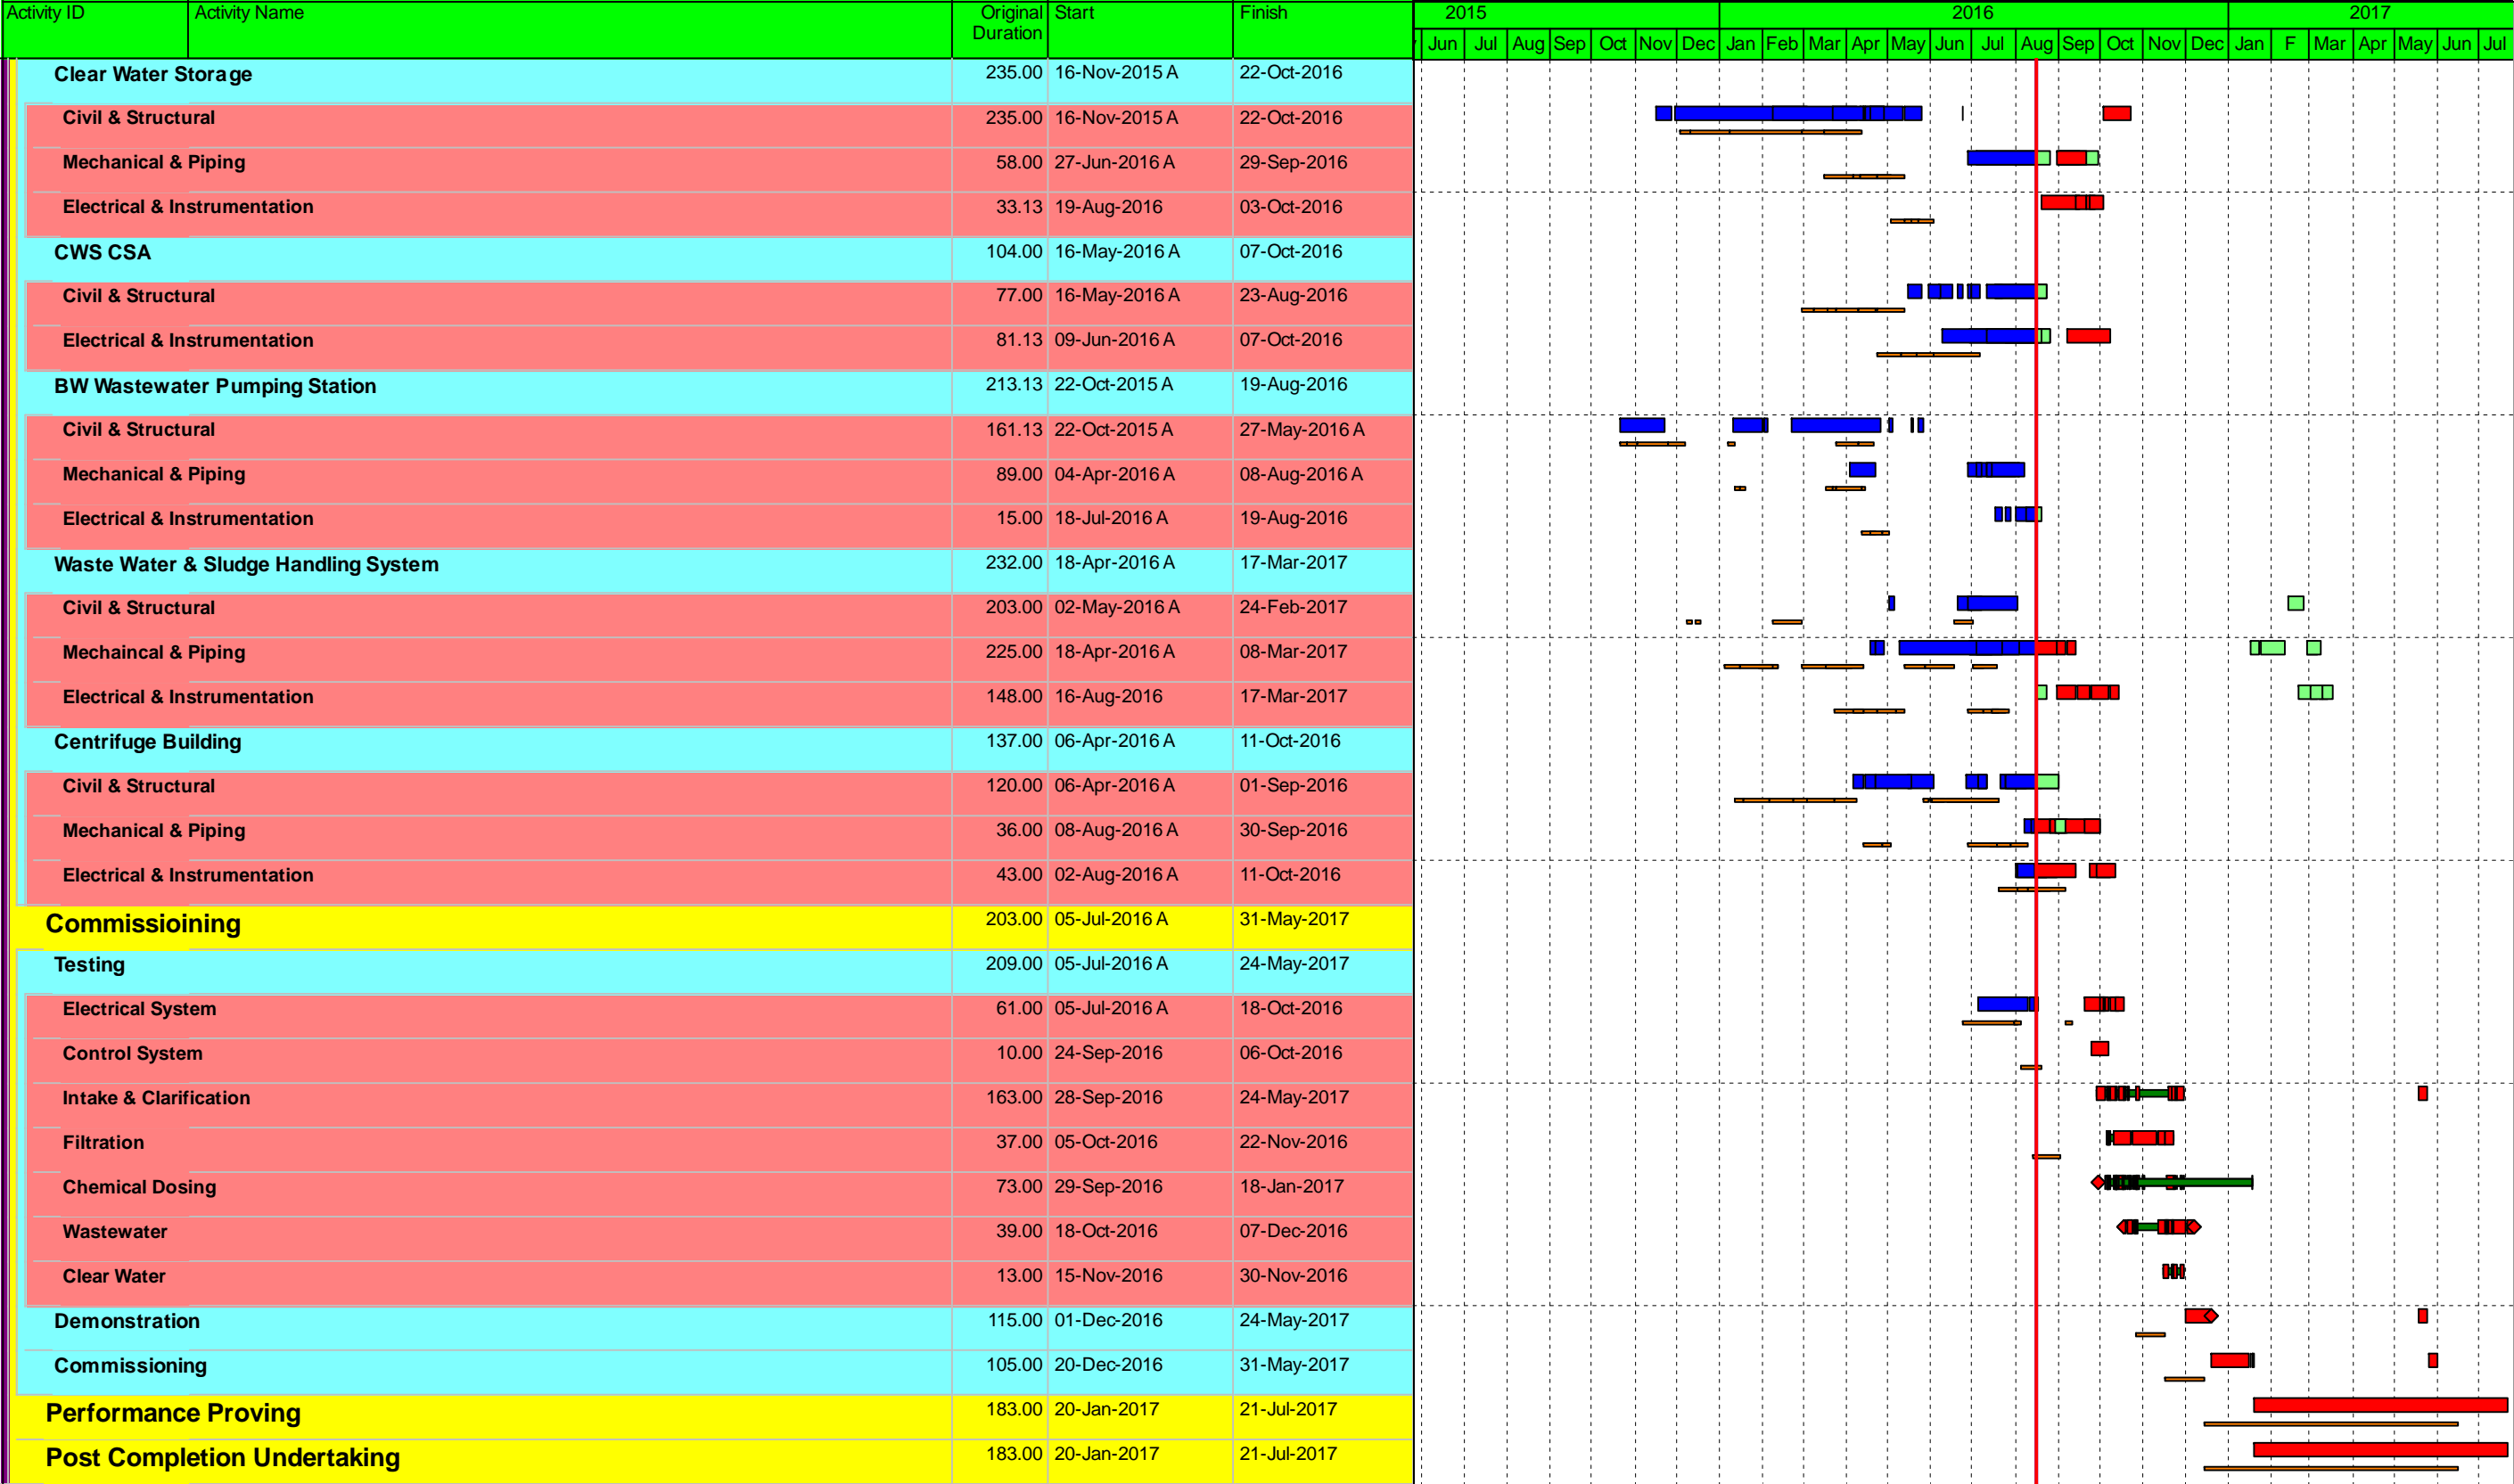 Activity ID Activity Name Original Duration Start Finish 2015 2016 2017
Jun Jul Aug Sep Oct Nov Dec Jan Feb Mar Apr May Jun Jul Aug Sep Oct Nov Dec Jan F Mar Apr May Jun Jul
Clear Water Storage 235.00 16-Nov-2015 A 22-Oct-2016
Civil & Structural 235.00 16-Nov-2015 A 22-Oct-2016
Mechanical & Piping 58.00 27-Jun-2016 A 29-Sep-2016
Electrical & Instrumentation 33.13 19-Aug-2016 03-Oct-2016
CWS CSA 104.00 16-May-2016 A 07-Oct-2016
Civil & Structural 77.00 16-May-2016 A 23-Aug-2016
Electrical & Instrumentation 81.13 09-Jun-2016 A 07-Oct-2016
BW Wastewater Pumping Station 213.13 22-Oct-2015 A 19-Aug-2016
Civil & Structural 161.13 22-Oct-2015 A 27-May-2016 A
Mechanical & Piping 89.00 04-Apr-2016 A 08-Aug-2016 A
Electrical & Instrumentation 15.00 18-Jul-2016 A 19-Aug-2016
Waste Water & Sludge Handling System 232.00 18-Apr-2016 A 17-Mar-2017
Civil & Structural 203.00 02-May-2016 A 24-Feb-2017
Mechaincal & Piping 225.00 18-Apr-2016 A 08-Mar-2017
Electrical & Instrumentation 148.00 16-Aug-2016 17-Mar-2017
Centrifuge Building 137.00 06-Apr-2016 A 11-Oct-2016
Civil & Structural 120.00 06-Apr-2016 A 01-Sep-2016
Mechanical & Piping 36.00 08-Aug-2016 A 30-Sep-2016
Electrical & Instrumentation 43.00 02-Aug-2016 A 11-Oct-2016
Commissioining 203.00 05-Jul-2016 A 31-May-2017
Testing 209.00 05-Jul-2016 A 24-May-2017
Electrical System 61.00 05-Jul-2016 A 18-Oct-2016
Control System 10.00 24-Sep-2016 06-Oct-2016
Intake & Clarification 163.00 28-Sep-2016 24-May-2017
Filtration 37.00 05-Oct-2016 22-Nov-2016
Chemical Dosing 73.00 29-Sep-2016 18-Jan-2017
Wastewater 39.00 18-Oct-2016 07-Dec-2016
Clear Water 13.00 15-Nov-2016 30-Nov-2016
Demonstration 115.00 01-Dec-2016 24-May-2017
Commissioning 105.00 20-Dec-2016 31-May-2017
Performance Proving 183.00 20-Jan-2017 21-Jul-2017
Post Completion Undertaking 183.00 20-Jan-2017 21-Jul-2017